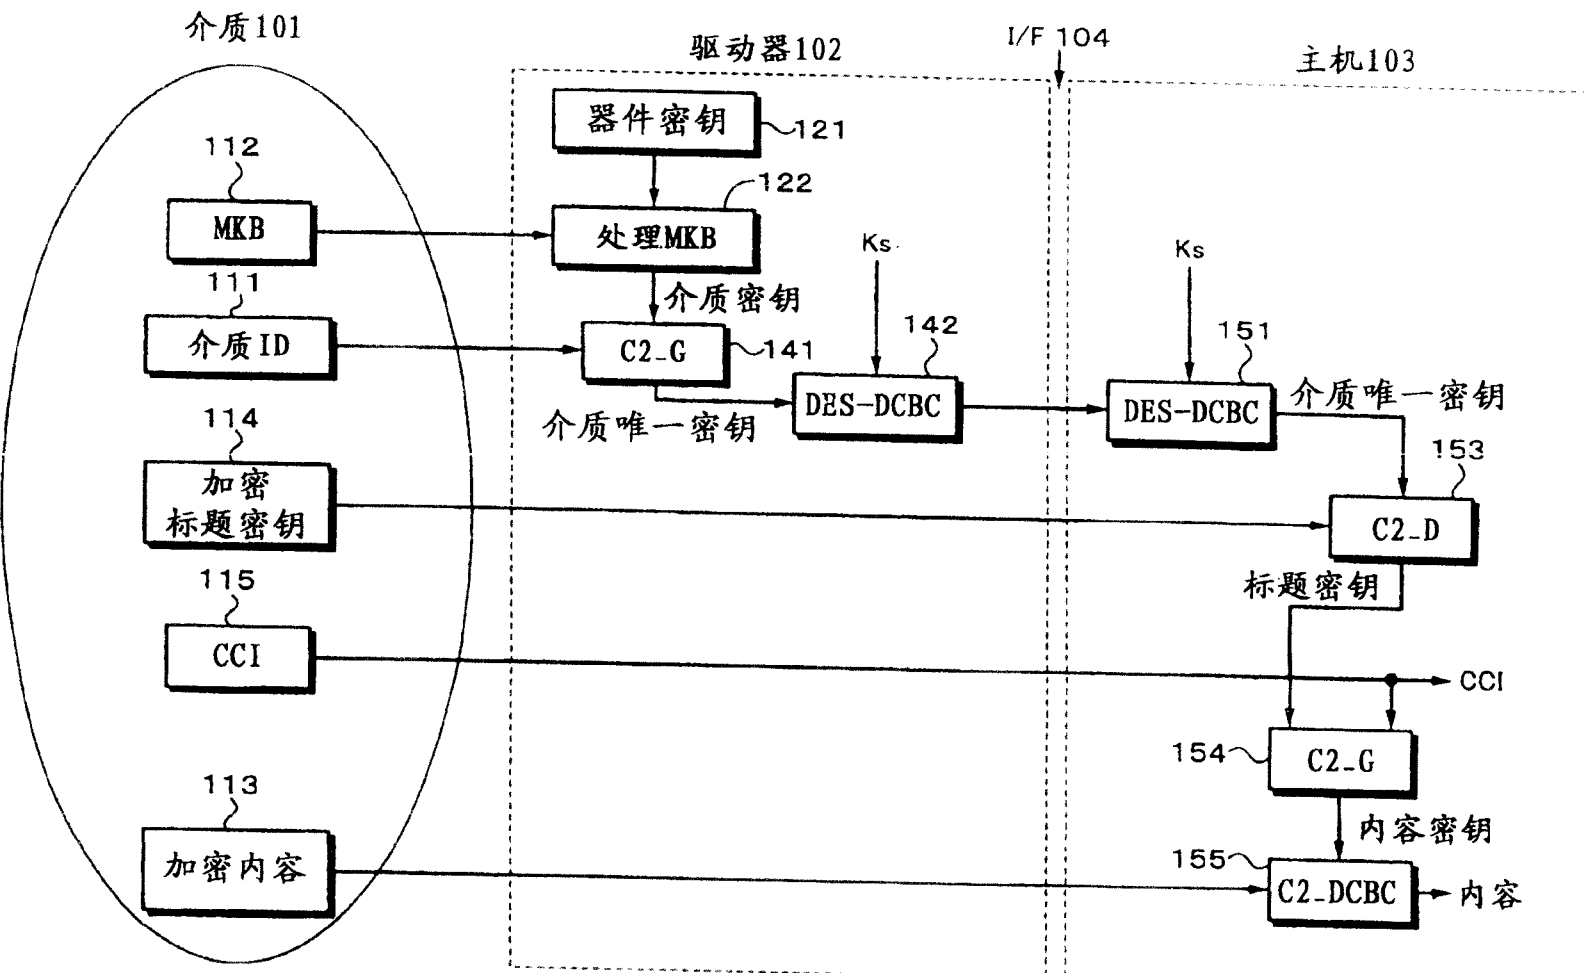 介质101
驱动器102
I/F 104
主机103
器件密钥
121
112
MKB
122
处理MKB
Ks
Ks
介质密钥
111
介质ID
C2_G
141
142
DES-DCBC
151
DES-DCBC
介质唯一密钥
介质唯一密钥
114
加密
标题密钥
153
C2_D
标题密钥
115
CCI
CCI
154
C2_G
内容密钥
113
加密内容
155
C2_DCBC
内容